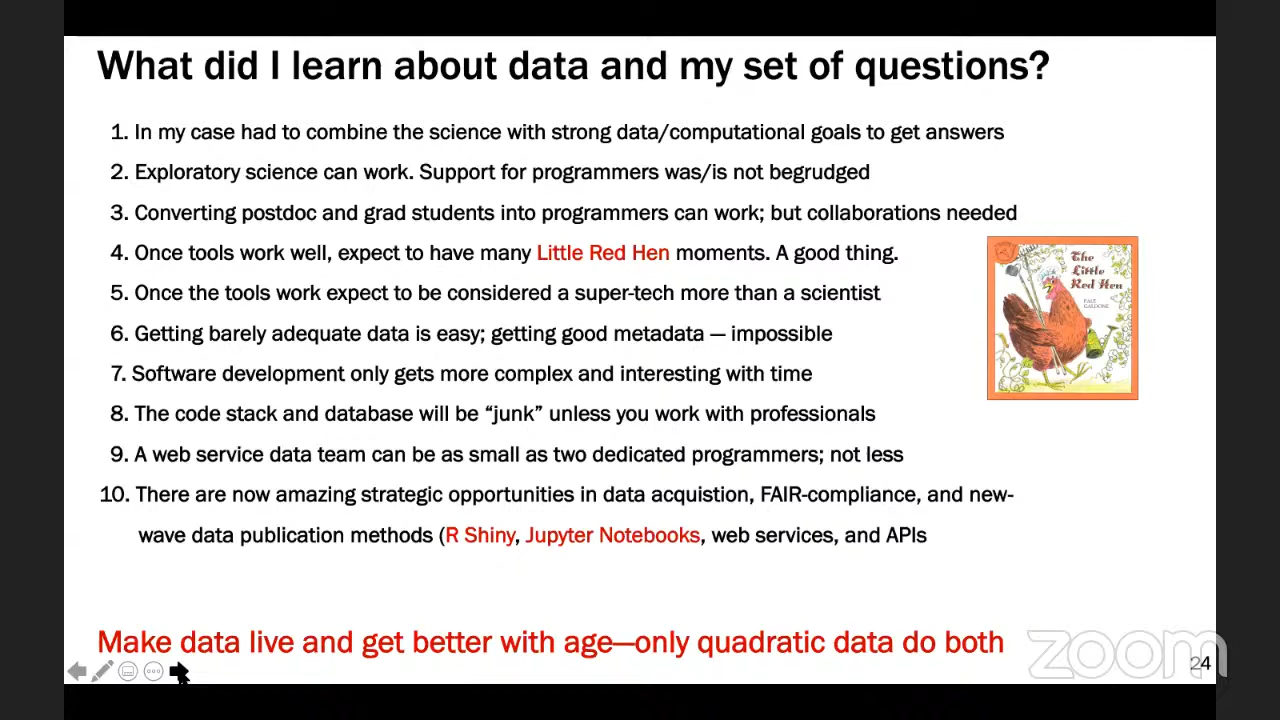 What did I learn about data and my set of questions?
1. In my case had to combine the science with strong data/computational goals to get answers
2. Exploratory science can work. Support for programmers was/is not begrudged
3. Converting postdoc and grad students into programmers can work; but collaborations needed
4. Once tools work well, expect to have many Little Red Hen moments. A good thing.
5. Once the tools work expect to be considered a super-tech more than a scientist
6. Getting barely adequate data is easy; getting good metadata — impossible
7. Software development only gets more complex and interesting with time
8. The code stack and database will be “junk” unless you work with professionals
9. A web service data team can be as small as two dedicated programmers; not less
10. There are now amazing strategic opportunities in data acquistion, FAIR-compliance, and new-
wave data publication methods (R Shiny, Jupyter Notebooks, web services, and APIs
The
Little
Red Hen
PAUL
GALDONE
Make data live and get better with age—only quadratic data do both
zoom
24